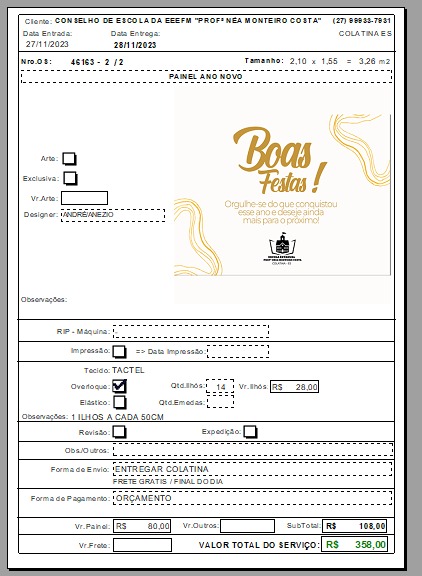 Cliente: CONSELHO DE ESCOLA DA EEEFM "PROFª NÉA MONTEIRO COSTA" (27) 99933-7931
Data Entrada: Data Entrega: COLATINA ES
27/11/2023 28/11/2023
Nro.OS: 46163 - 2 / 2 Tamanho: 2,10 x 1,55 = 3,26 m2
PAINEL ANO NOVO
Boas
Festas!
Orgulhe-se do que conquistou
esse ano e deseje ainda
mais para o próximo!
COLATINA - ES
Arte:
Exclusiva:
Vr.Arte:
Designer: ANDRÉ/ANEZIO
Observações:
RIP - Máquina: -
Impressão: => Data Impressão:
Tecido: TACTEL
Overloque: Qtd.Ilhós: 14 Vr.Ilhós: R$ 28,00
Elástico: Qtd.Emedas:
Observações: 1 ILHOS A CADA 50CM
Revisão: Expedição:
Obs/Outros:
Forma de Envio: ENTREGAR COLATINA
FRETE GRATIS / FINAL DO DIA
Forma de Pagamento: ORÇAMENTO
Vr.Painel: R$ 80,00 Vr.Outros: SubTotal: R$ 108,00
Vr.Frete: VALOR TOTAL DO SERVIÇO: R$ 358,00